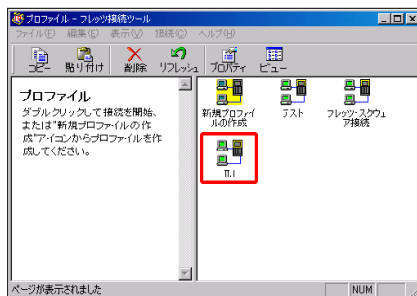 プロファイル - フレッツ接続ツール
ファイル(F) 編集(E) 表示(V) 接続(C) ヘルプ(H)
コピー 貼り付け 削除 リフレッシュ プロパティ ビュー
プロファイル
ダブルクリックして接続を開始、
または"新規プロファイルの作
成"アイコンからプロファイルを作
成してください。
新規プロファイ
ルの作成
テスト
フレッツ・スクウェ
ア接続
ページが表示されました
NUM